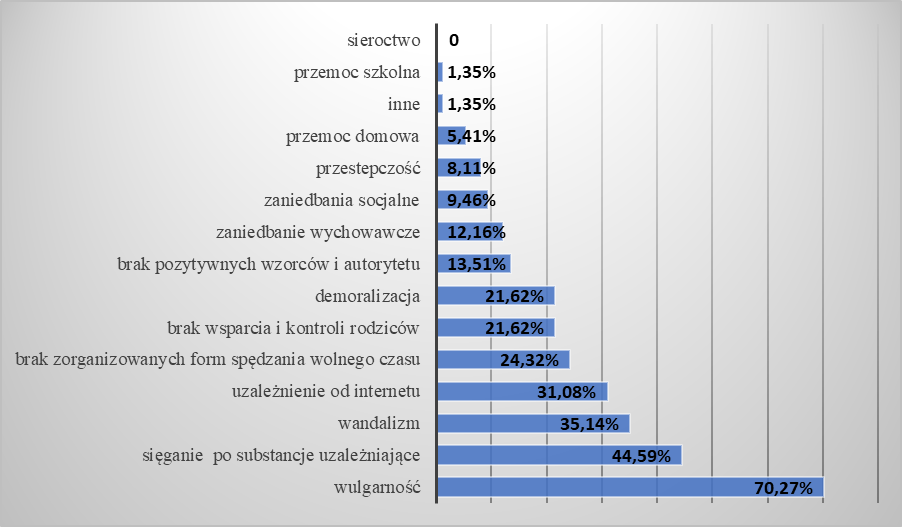 sieroctwo 0
przemoc szkolna 1,35%
inne 1,35%
przemoc domowa 5,41%
przestępczość 8,11%
zaniedbania socjalne 9,46%
zaniedbanie wychowawcze 12,16%
brak pozytywnych wzorców i autorytetu 13,51%
demoralizacja 21,62%
brak wsparcia i kontroli rodziców 21,62%
brak zorganizowanych form spędzania wolnego czasu 24,32%
uzależnienie od internetu 31,08%
wandalizm 35,14%
sięganie  po substancje uzależniające 44,59%
wulgarność 70,27%